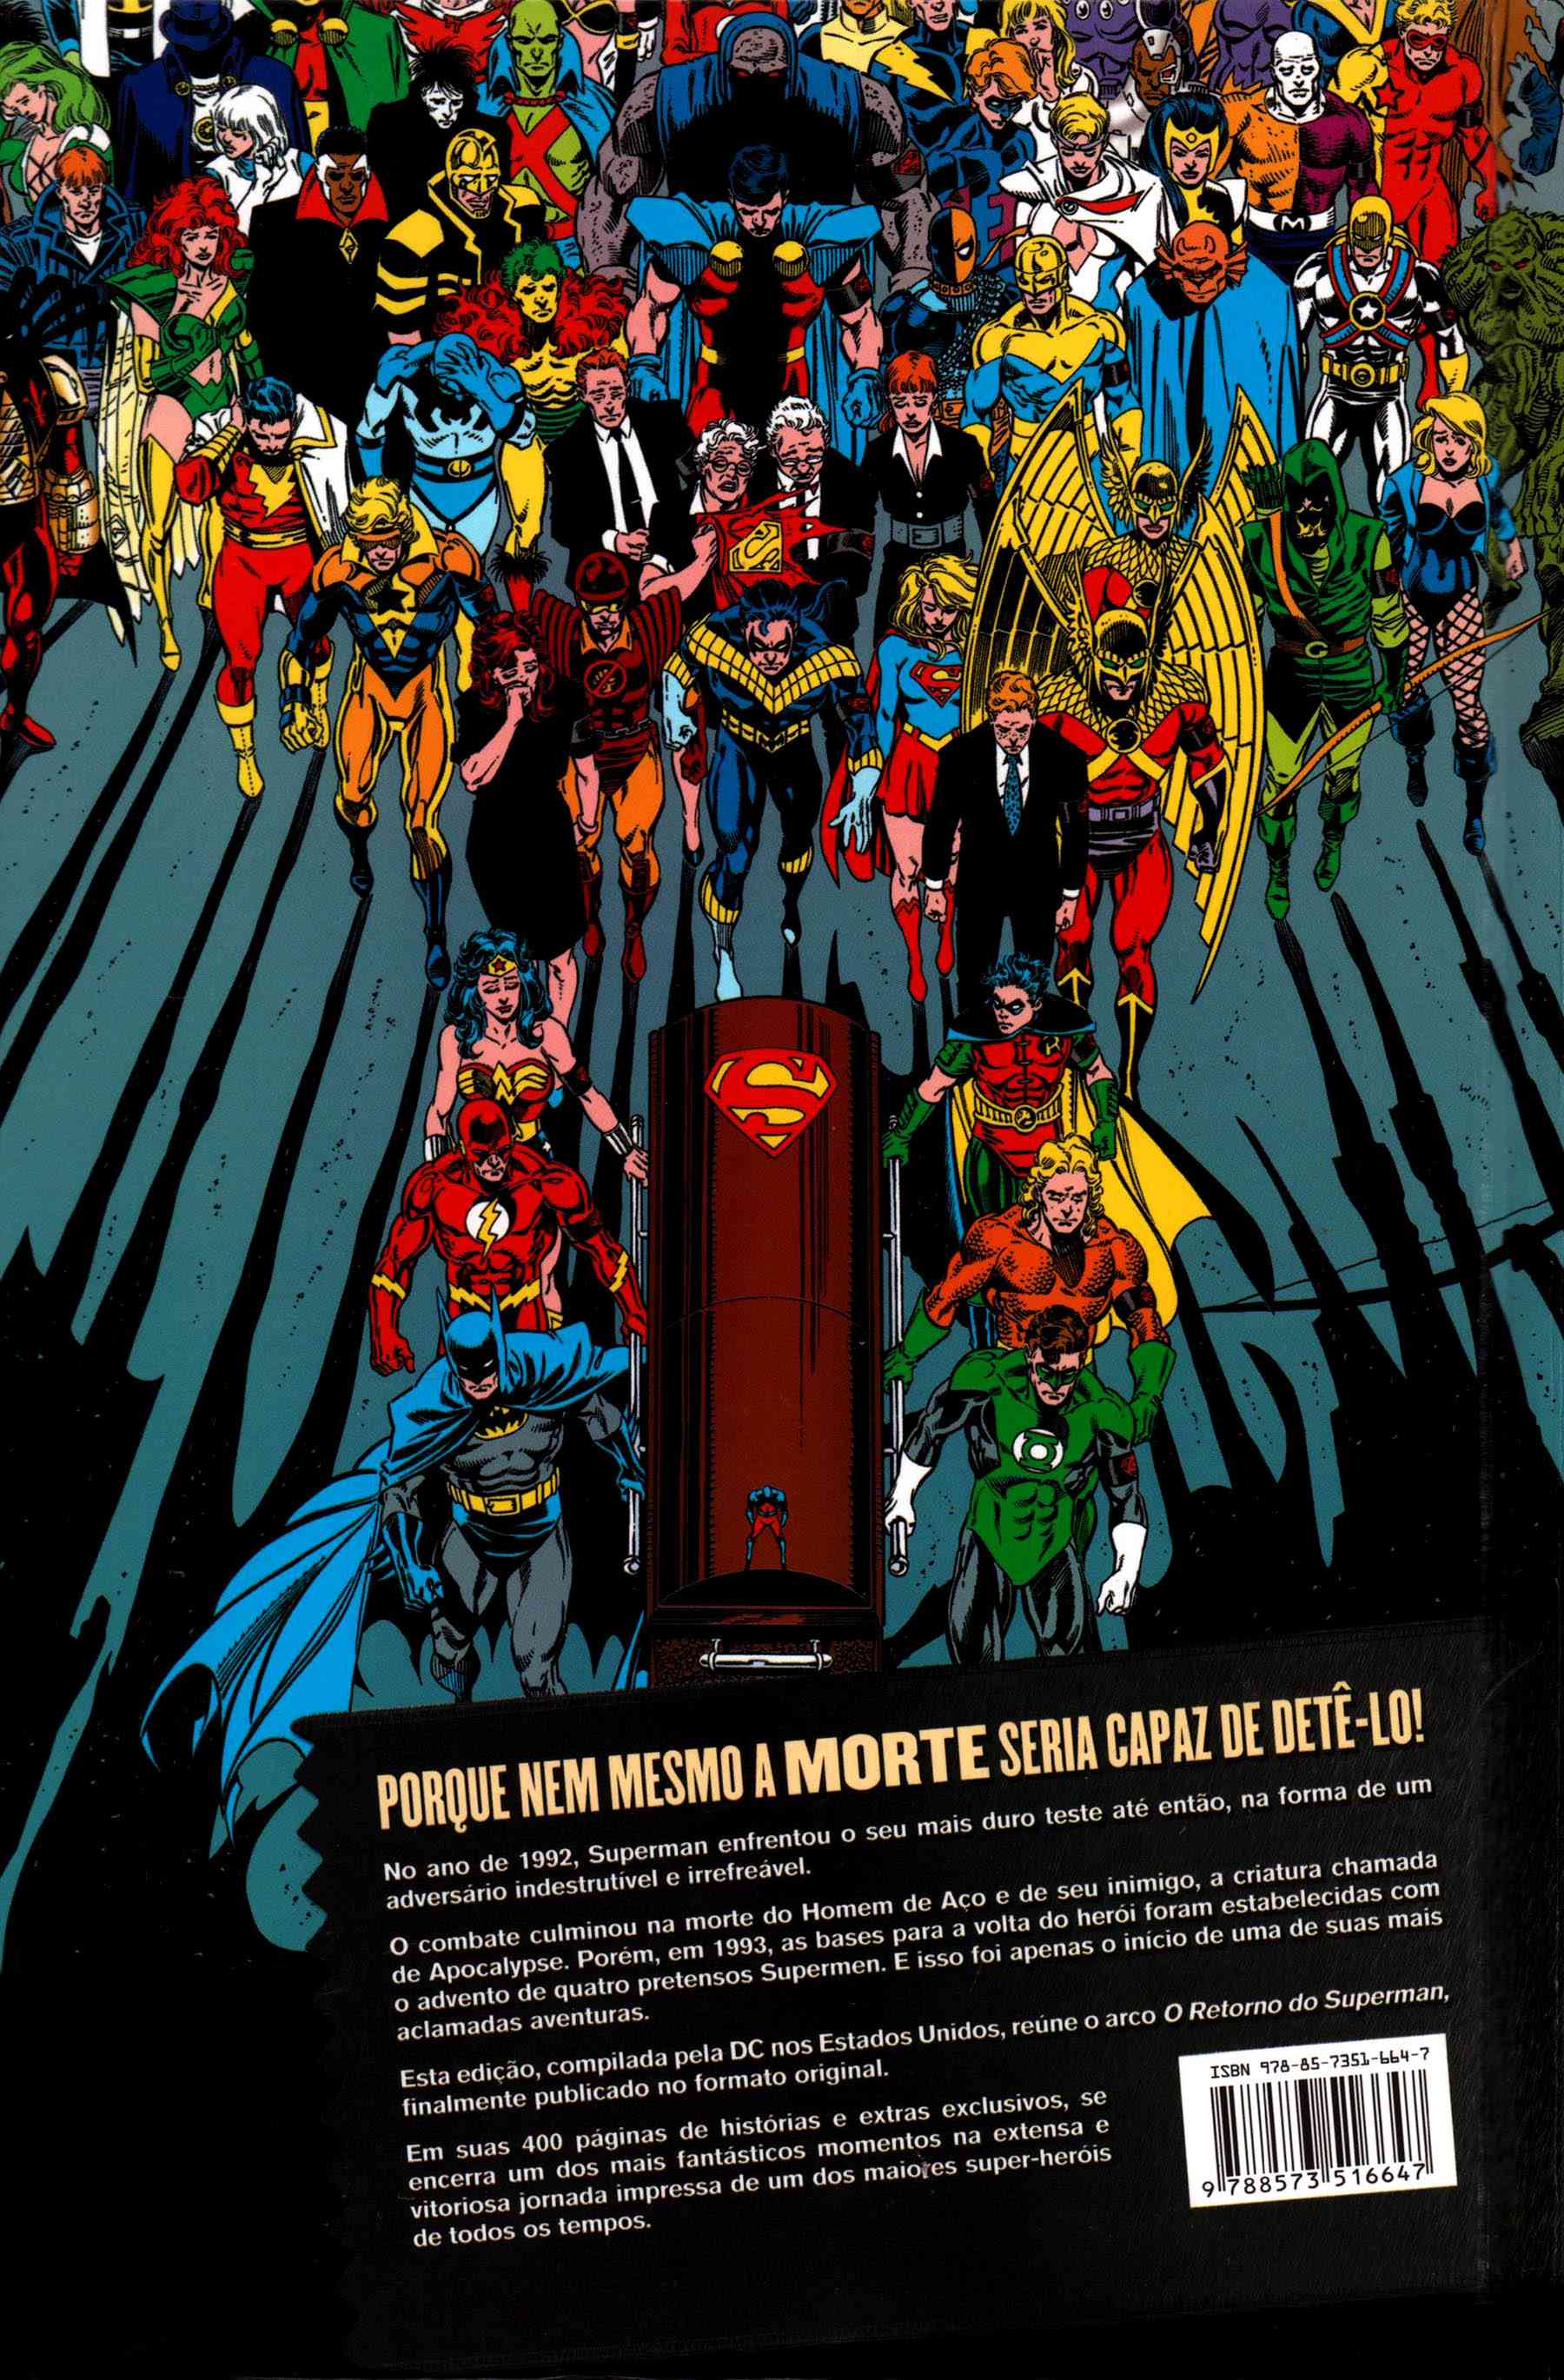 PORQUE NEM MESMO A MORTE SERIA CAPAZ DE DETÊ-LO!
No ano de 1992, Superman enfrentou o seu mais duro teste até então, na forma de um
adversário indestrutível e irrefreável.
O combate culminou na morte do Homem de Aço e de seu inimigo, a criatura chamada
de Apocalypse. Porém, em 1993, as bases para a volta do herói foram estabelecidas com
o advento de quatro pretensos Supermen. E isso foi apenas o início de uma de suas mais
aclamadas aventuras.
Esta edição, compilada pela DC nos Estados Unidos, reúne o arco O Retorno do Superman,
finalmente publicado no formato original.
Em suas 400 páginas de histórias e extras exclusivos, se
encerra um dos mais fantásticos momentos na extensa e
vitoriosa jornada impressa de um dos maiores super-heróis
de todos os tempos.
ISBN 978-85-7351-664-7
9 788573 516647